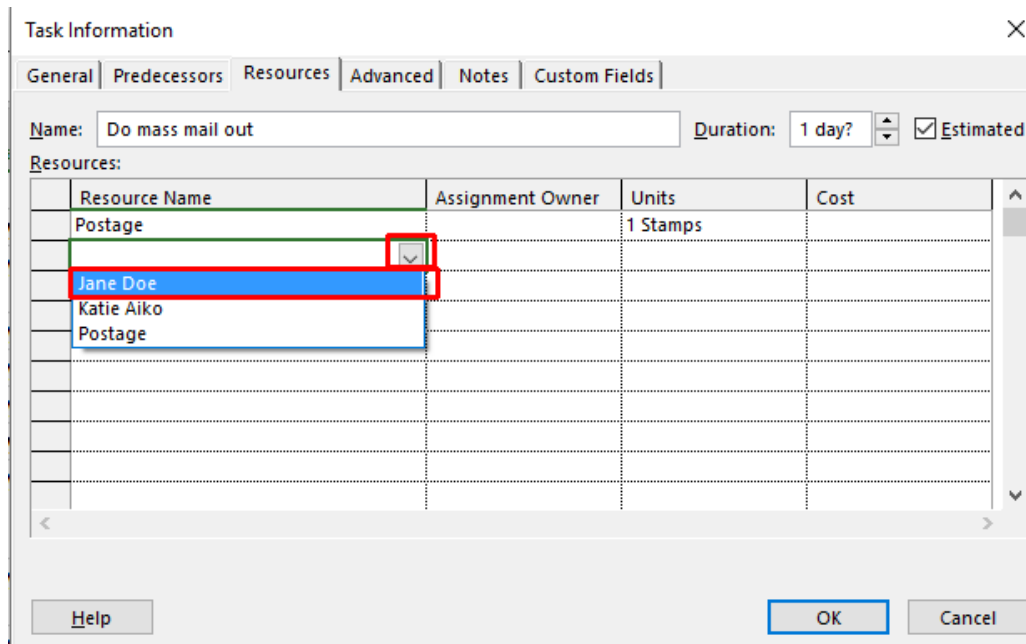 Task Information
General Predecessors Resources Advanced Notes Custom Fields
Name: Do mass mail out Duration: 1 day? Estimated
Resources:
Resource Name Assignment Owner Units Cost
Postage 1 Stamps
Jane Doe
Katie Aiko
Postage
Help OK Cancel